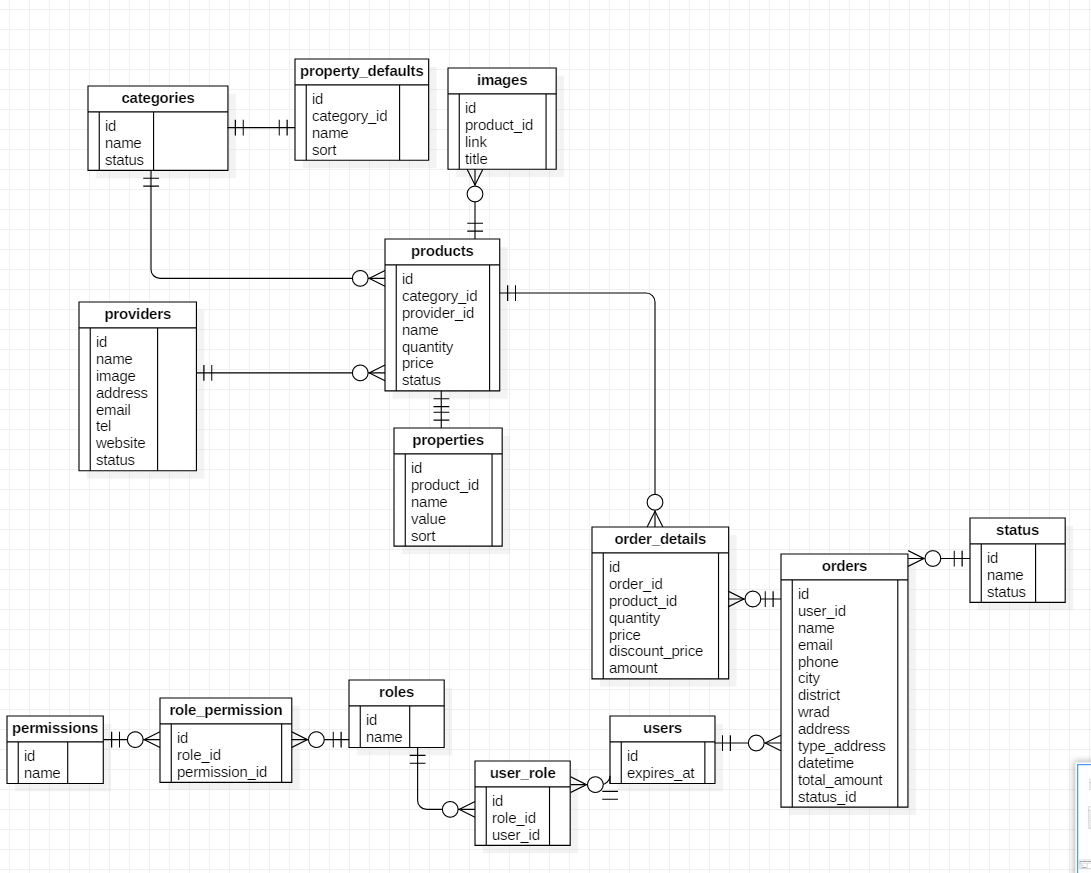 property_defaults
id
category_id
name
sort
images
id
product_id
link
title
categories
id
name
status
products
id
category_id
provider_id
name
quantity
price
status
providers
id
name
image
address
email
tel
website
status
properties
id
product_id
name
value
sort
order_details
id
order_id
product_id
quantity
price
discount_price
amount
orders
id
user_id
name
email
phone
city
district
wrad
address
type_address
datetime
total_amount
status_id
status
id
name
status
permissions
id
name
role_permission
id
role_id
permission_id
roles
id
name
user_role
id
role_id
user_id
users
id
expires_at